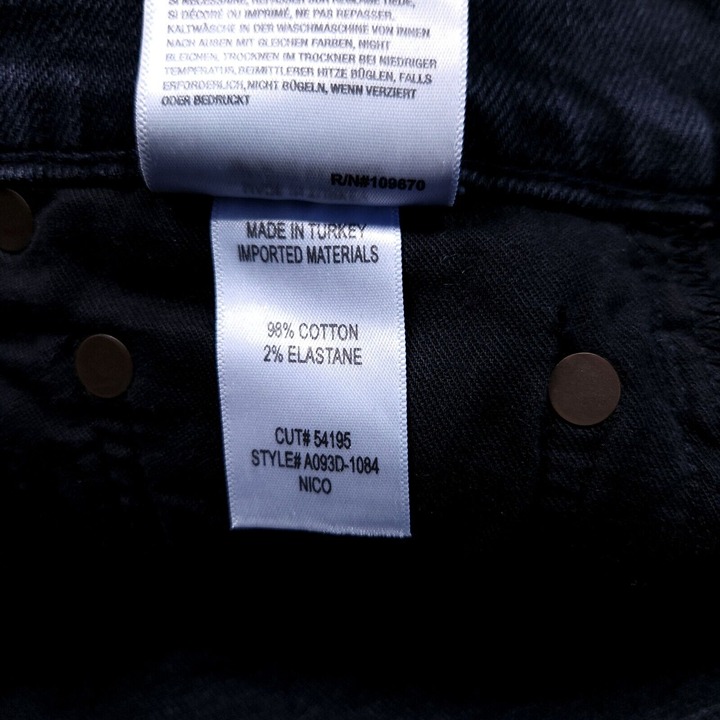 SI DÉCORÉ OU IMPRIMÉ, NE PAS REPASSER.
KALTWÄSCHE IN DER WASCHMASCHINE VON INNEN
NACH AUßEN MIT GLEICHEN FARBEN, NIGHT
BLEICHEN, TROCKNEN IM TROCKNER BEI NIEDRIGER
TEMPERATUR, BEI MITTLERER HITZE BÜGLEN, FALLS
ERFORDERLICH, NICHT BÜGELN, WENN VERZIERT
ODER BEDRUCKT
R/N#109670
MADE IN TURKEY
IMPORTED MATERIALS
98% COTTON
2% ELASTANE
CUT# 54195
STYLE# A093D-1084
NICO